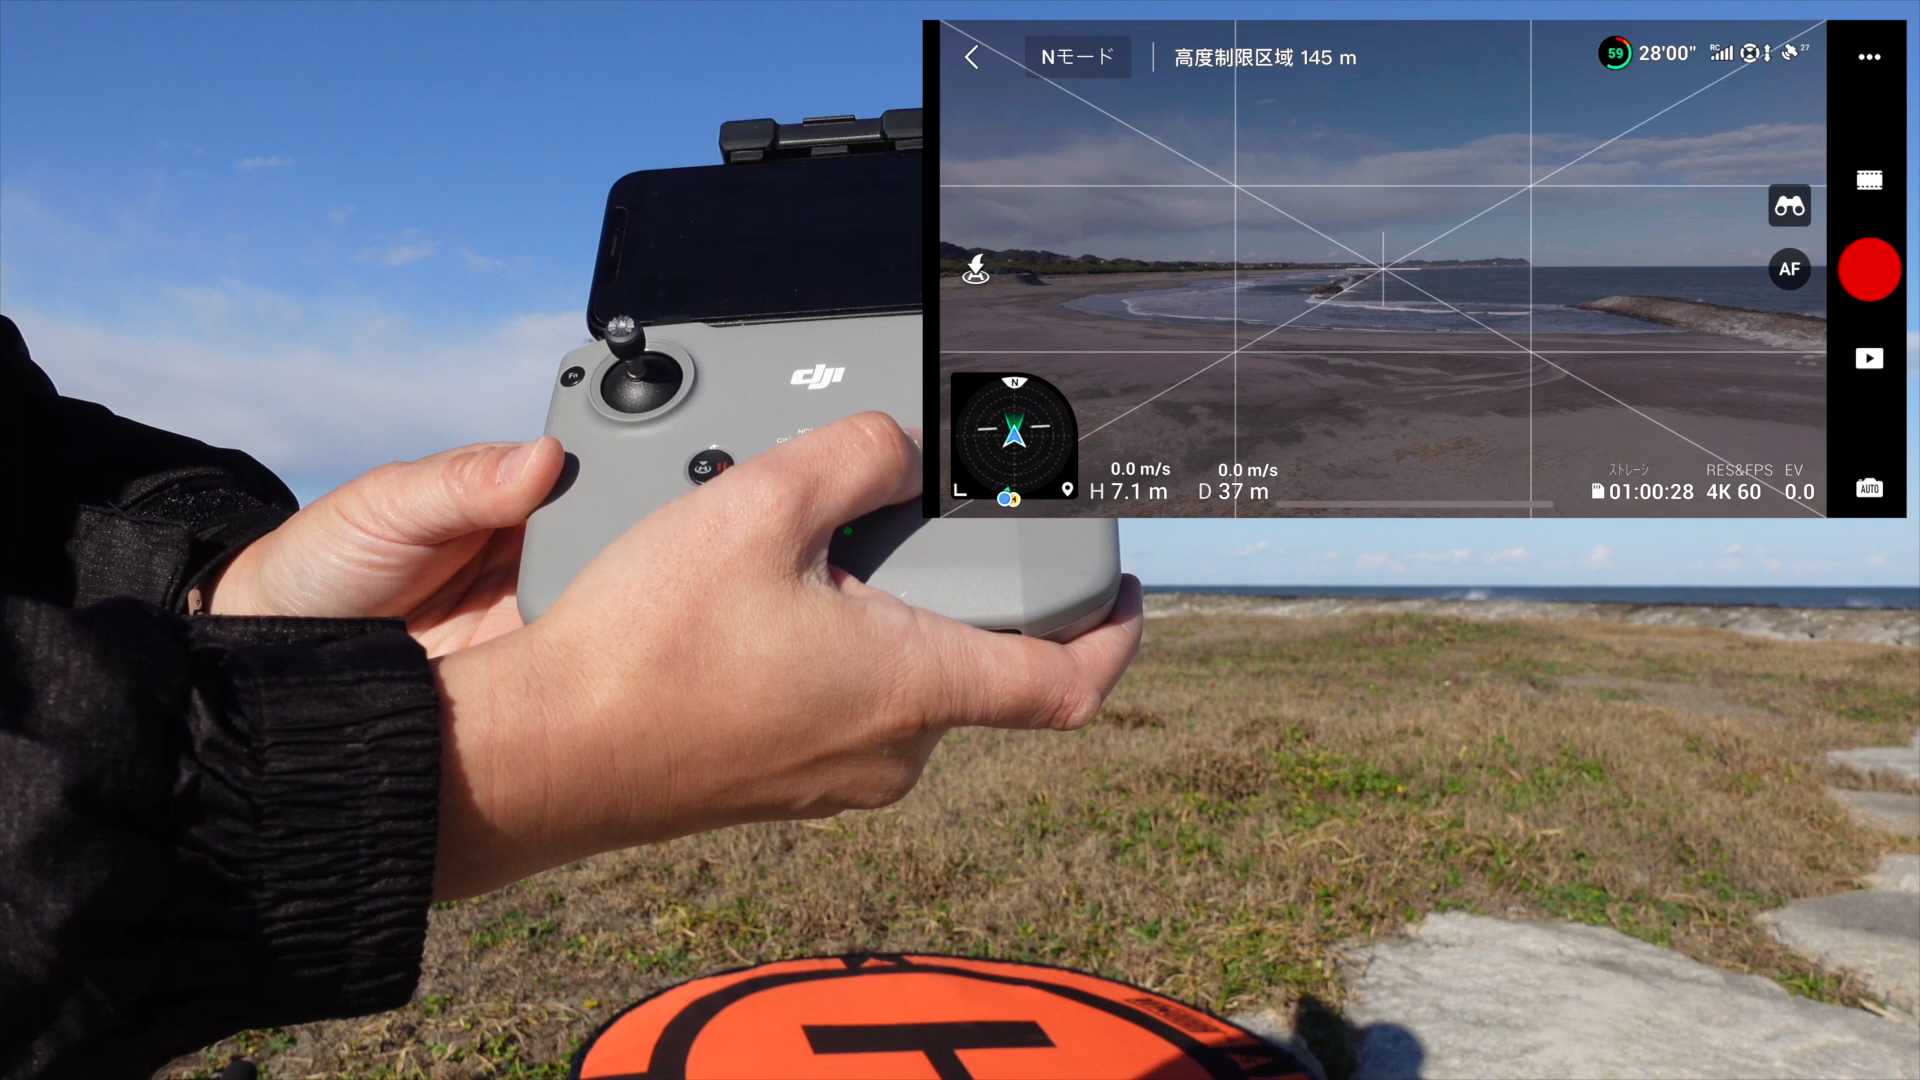 Nモード
高度制限区域 145 m
59
28'00"
RC
27
AF
N
0.0 m/s
0.0 m/s
H 7.1 m
D 37 m
ストレージ
RES&FPS
EV
01:00:28
4K 60
0.0
AUTO
Fn
dji
H